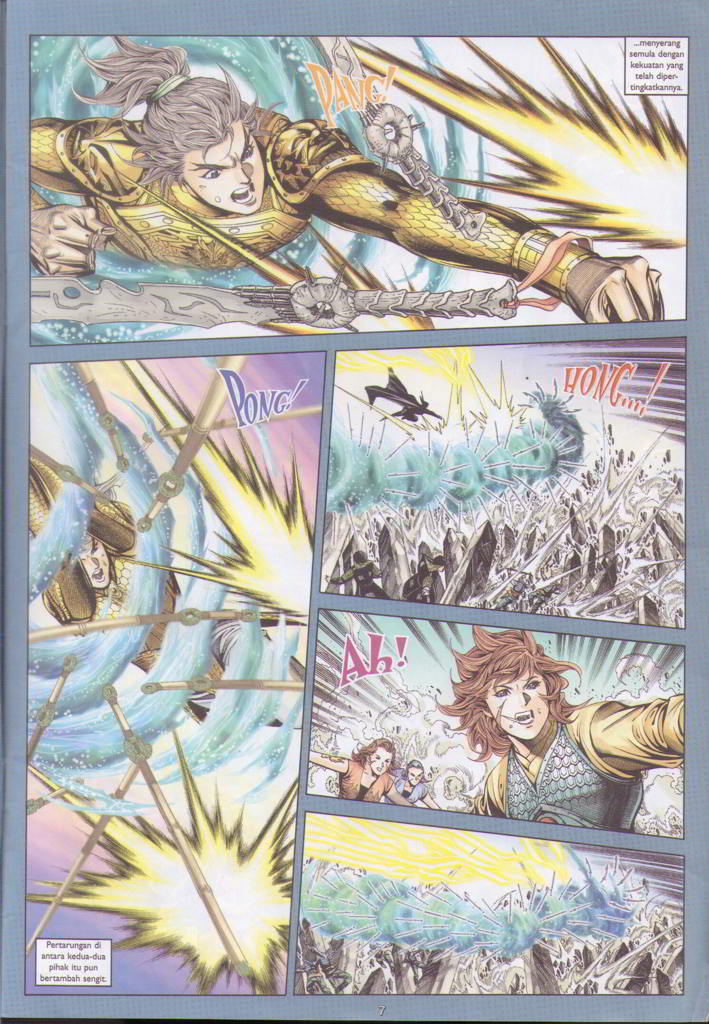 ...menyerang
semula dengan
kekuatan yang
telah diper-
tingkatkannya.
PANG!
PONG!
HONG....!
Ah!
Pertarungan di
antara kedua-dua
pihak itu pun
bertambah sengit.
7